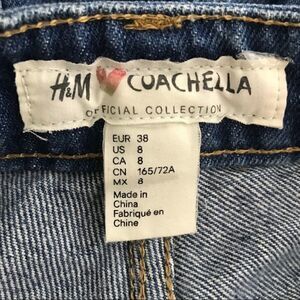 H&M COACHELLA
OFFICIAL COLLECTION
EUR 38
US 8
CA 8
CN 165/72A
MX 8
Made in
China
Fabriqué en
Chine